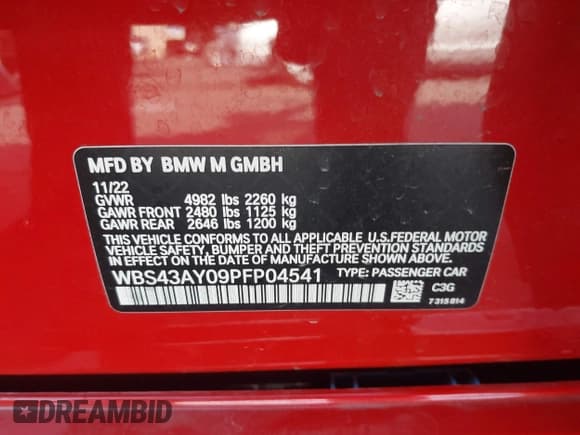 MFD BY BMW M GMBH
11/22
GVWR 4982 lbs 2260 kg
GAWR FRONT 2480 lbs 1125 kg
GAWR REAR 2646 lbs 1200 kg
THIS VEHICLE CONFORMS TO ALL APPLICABLE U.S.FEDERAL MOTOR
VEHICLE SAFETY, BUMPER, AND THEFT PREVENTION STANDARDS
IN EFFECT ON THE DATE OF MANUFACTURE SHOWN ABOVE.
WBS43AY09PFP04541 TYPE: PASSENGER CAR
C3G
7315814
DREAMBID